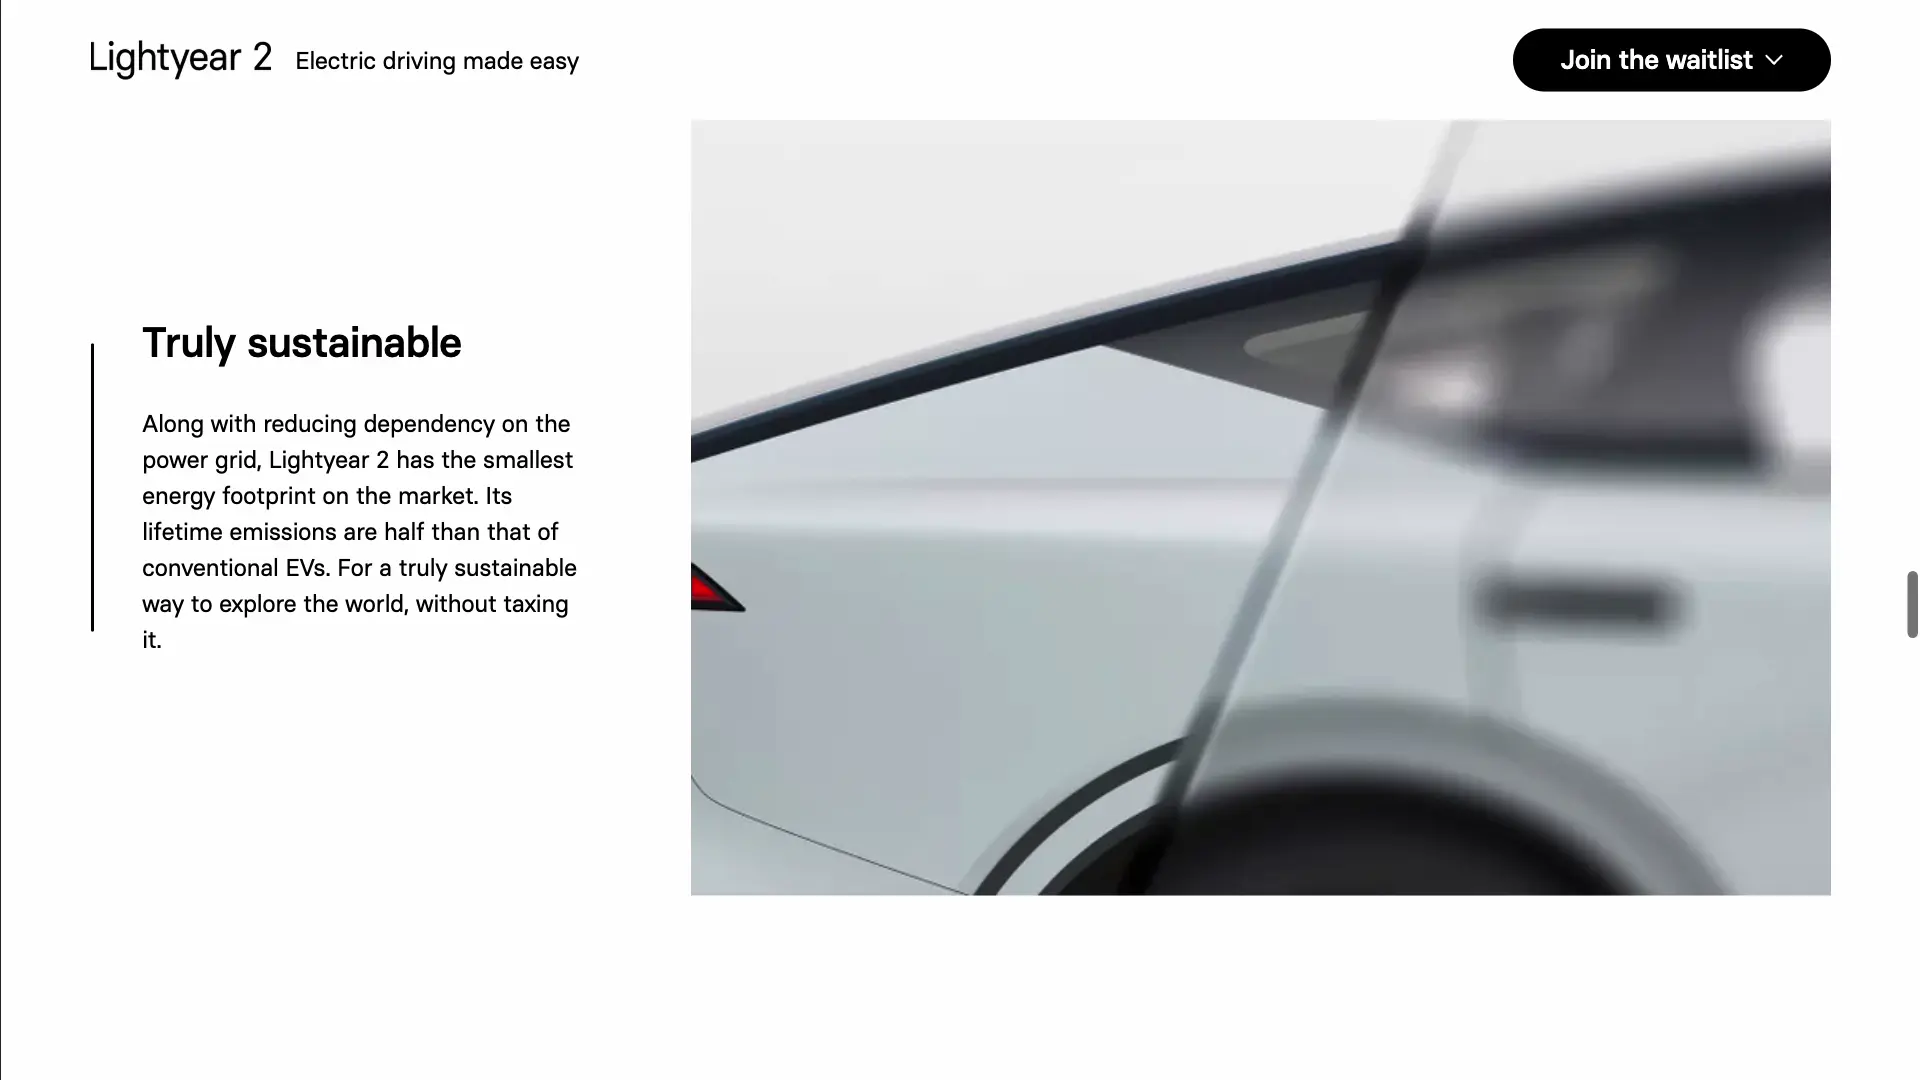 Lightyear 2 Electric driving made easy
Join the waitlist
Truly sustainable
Along with reducing dependency on the
power grid, Lightyear 2 has the smallest
energy footprint on the market. Its
lifetime emissions are half than that of
conventional EVs. For a truly sustainable
way to explore the world, without taxing
it.